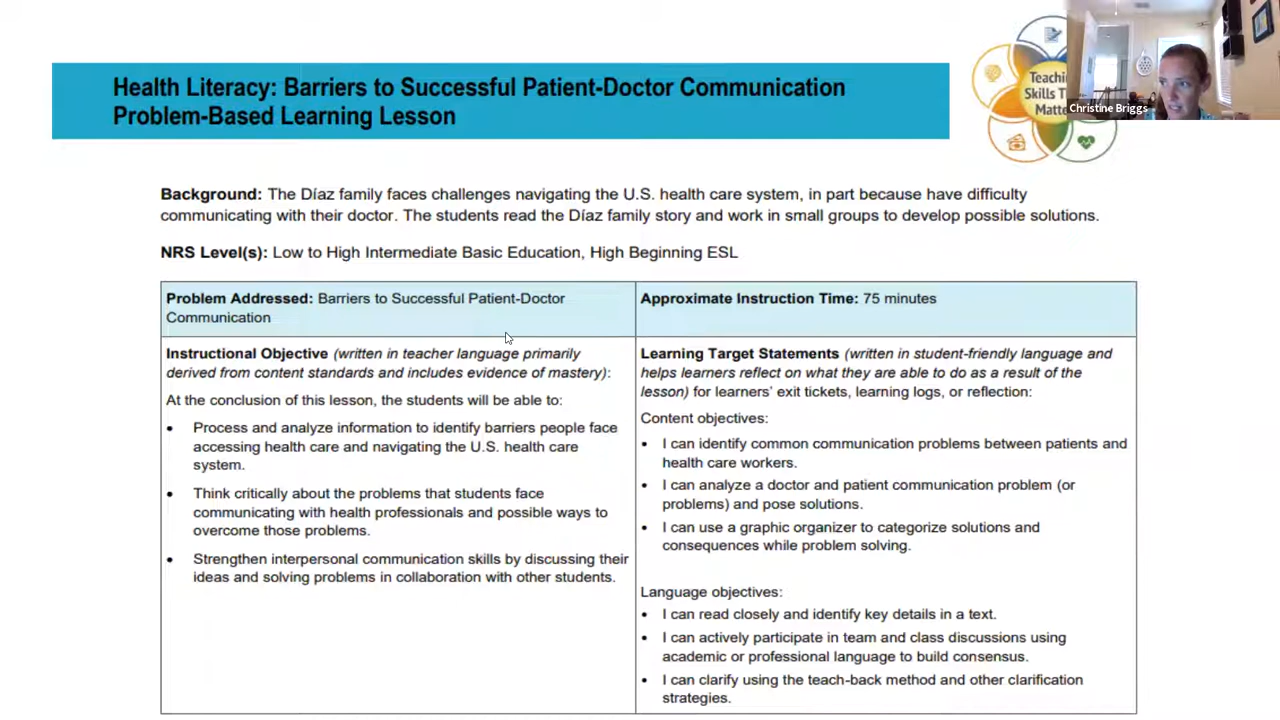 Health Literacy: Barriers to Successful Patient-Doctor Communication
Problem-Based Learning Lesson
Teachin
Skills T
Matte
Christine Briggs
Background: The Díaz family faces challenges navigating the U.S. health care system, in part because have difficulty
communicating with their doctor. The students read the Díaz family story and work in small groups to develop possible solutions.
NRS Level(s): Low to High Intermediate Basic Education, High Beginning ESL
Problem Addressed: Barriers to Successful Patient-Doctor
Communication
Approximate Instruction Time: 75 minutes
Instructional Objective (written in teacher language primarily
derived from content standards and includes evidence of mastery):
At the conclusion of this lesson, the students will be able to:
• Process and analyze information to identify barriers people face
accessing health care and navigating the U.S. health care
system.
• Think critically about the problems that students face
communicating with health professionals and possible ways to
overcome those problems.
• Strengthen interpersonal communication skills by discussing their
ideas and solving problems in collaboration with other students.
Learning Target Statements (written in student-friendly language and
helps learners reflect on what they are able to do as a result of the
lesson) for learners' exit tickets, learning logs, or reflection:
Content objectives:
• I can identify common communication problems between patients and
health care workers.
• I can analyze a doctor and patient communication problem (or
problems) and pose solutions.
• I can use a graphic organizer to categorize solutions and
consequences while problem solving.
Language objectives:
• I can read closely and identify key details in a text.
• I can actively participate in team and class discussions using
academic or professional language to build consensus.
• I can clarify using the teach-back method and other clarification
strategies.